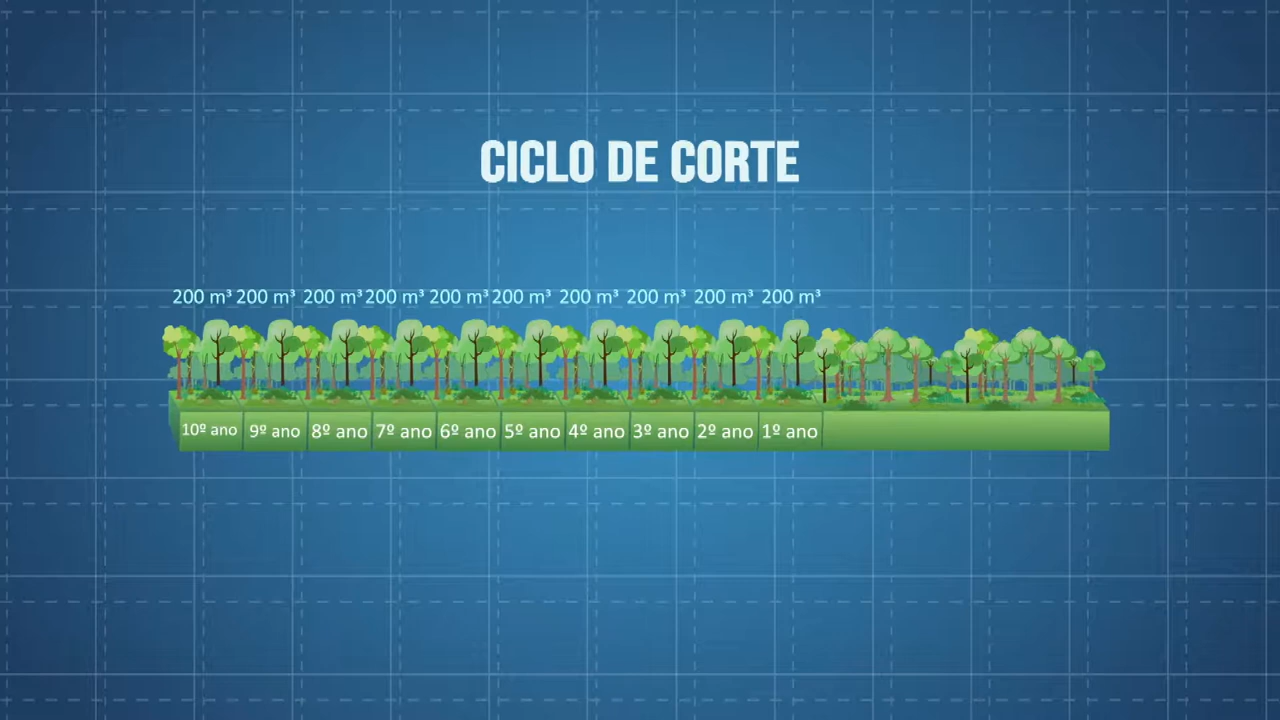 CICLO DE CORTE
200 m³ 200 m³ 200 m³ 200 m³ 200 m³ 200 m³ 200 m³ 200 m³ 200 m³ 200 m³
10º ano 9º ano 8º ano 7º ano 6º ano 5º ano 4º ano 3º ano 2º ano 1º ano